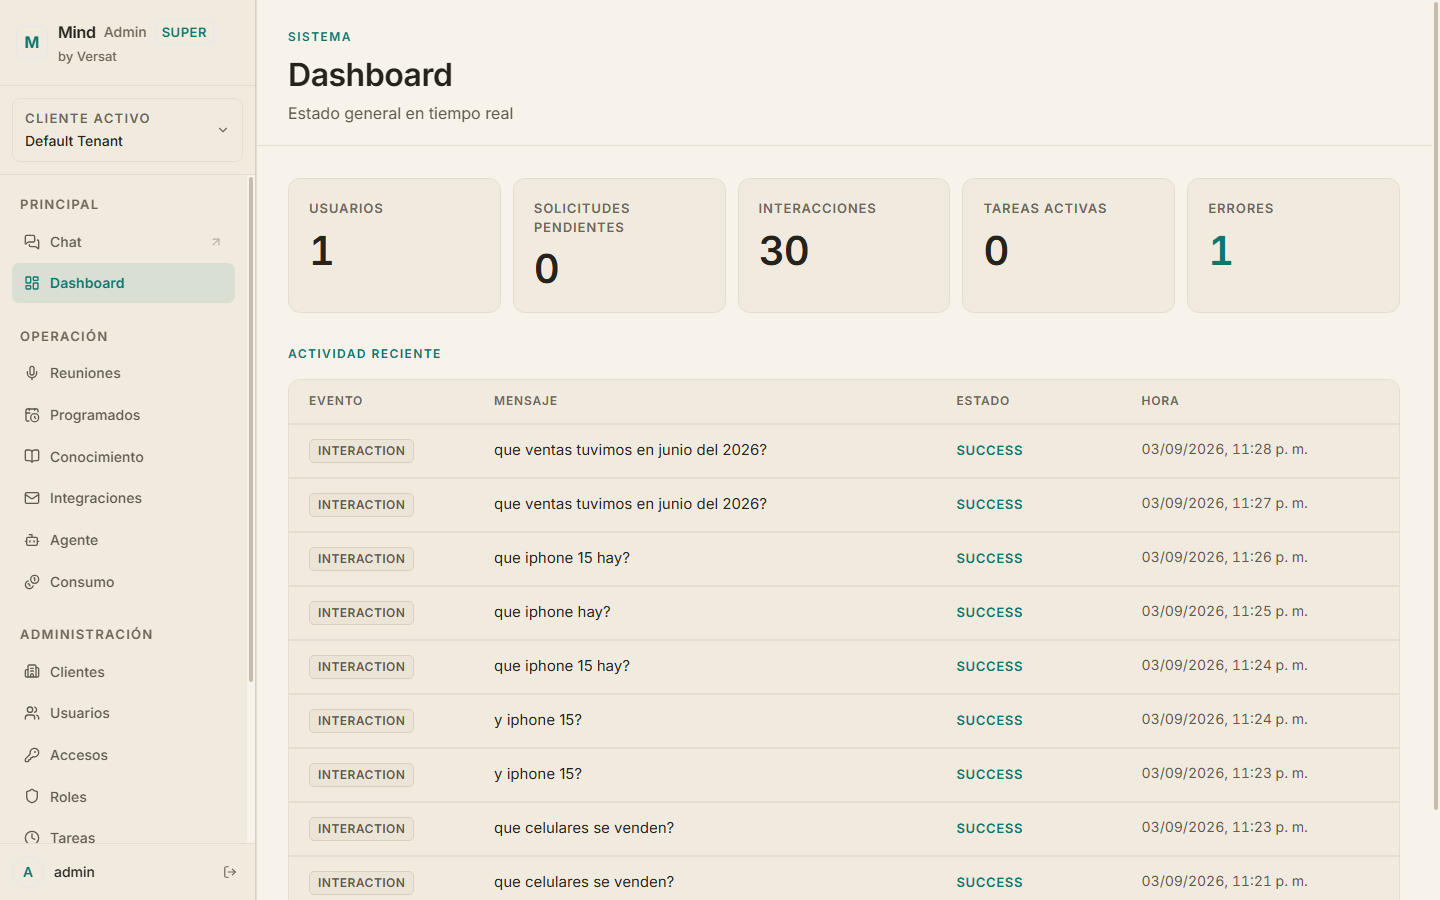 M
Mind Admin SUPER
by Versat
CLIENTE ACTIVO
Default Tenant
PRINCIPAL
Chat
Dashboard
OPERACIÓN
Reuniones
Programados
Conocimiento
Integraciones
Agente
Consumo
ADMINISTRACIÓN
Clientes
Usuarios
Accesos
Roles
Tareas
A admin
SISTEMA
Dashboard
Estado general en tiempo real
USUARIOS
1
SOLICITUDES
PENDIENTES
0
INTERACCIONES
30
TAREAS ACTIVAS
0
ERRORES
1
ACTIVIDAD RECIENTE
EVENTO MENSAJE ESTADO HORA
INTERACTION que ventas tuvimos en junio del 2026? SUCCESS 03/09/2026, 11:28 p. m.
INTERACTION que ventas tuvimos en junio del 2026? SUCCESS 03/09/2026, 11:27 p. m.
INTERACTION que iphone 15 hay? SUCCESS 03/09/2026, 11:26 p. m.
INTERACTION que iphone hay? SUCCESS 03/09/2026, 11:25 p. m.
INTERACTION que iphone 15 hay? SUCCESS 03/09/2026, 11:24 p. m.
INTERACTION y iphone 15? SUCCESS 03/09/2026, 11:24 p. m.
INTERACTION y iphone 15? SUCCESS 03/09/2026, 11:23 p. m.
INTERACTION que celulares se venden? SUCCESS 03/09/2026, 11:23 p. m.
INTERACTION que celulares se venden? SUCCESS 03/09/2026, 11:21 p. m.